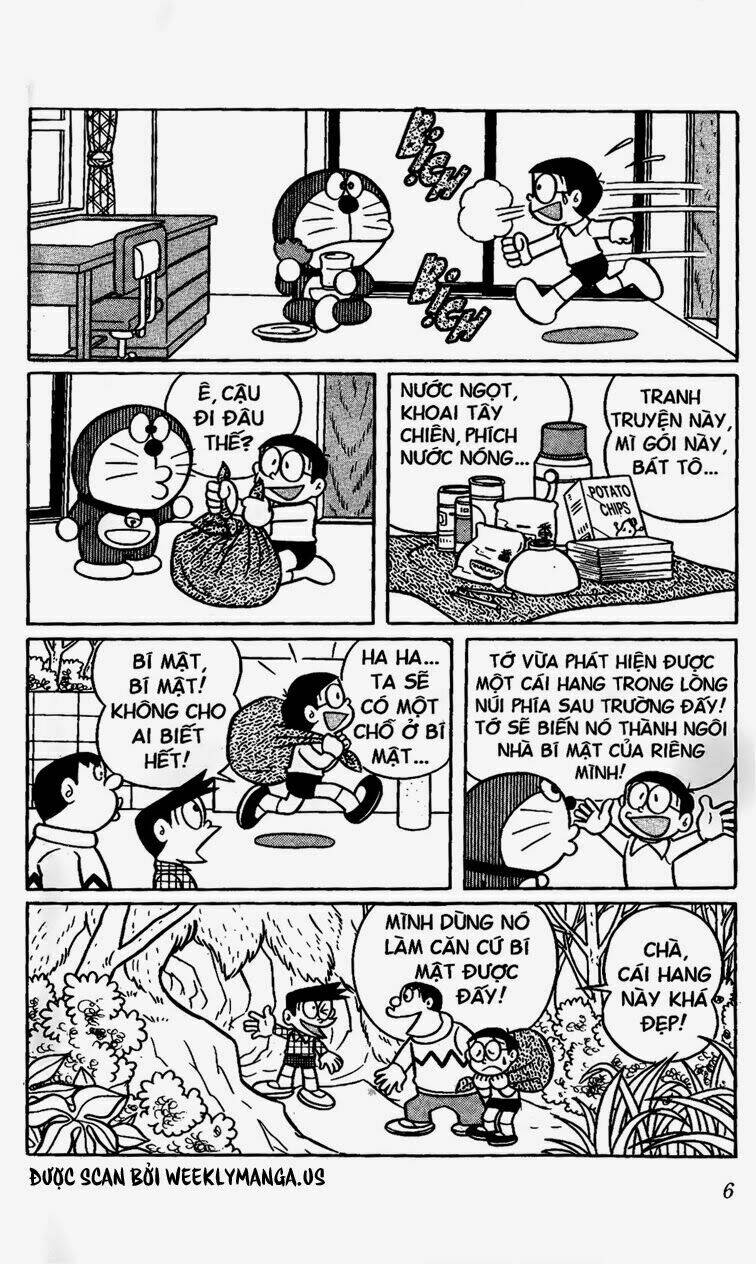 BỊCH
BỊCH
TRANH
TRUYỆN NÀY,
MÌ GÓI NÀY,
BÁT TÔ...
NƯỚC NGỌT,
KHOAI TÂY
CHIÊN, PHÍCH
NƯỚC NÓNG...
POTATO
CHIPS
Ê, CẬU
ĐI ĐÂU
THẾ?
TỚ VỪA PHÁT HIỆN ĐƯỢC
MỘT CÁI HANG TRONG LÒNG
NÚI PHÍA SAU TRƯỜNG ĐẤY!
TỚ SẼ BIẾN NÓ THÀNH NGÔI
NHÀ BÍ MẬT CỦA RIÊNG
MÌNH!
HA HA...
TA SẼ
CÓ MỘT
CHỖ Ở BÍ
MẬT...
BÍ MẬT,
BÍ MẬT!
KHÔNG CHO
AI BIẾT
HẾT!
CHÀ,
CÁI HANG
NÀY KHÁ
ĐẸP!
MÌNH DÙNG NÓ
LÀM CĂN CỨ BÍ
MẬT ĐƯỢC
ĐẤY!
ĐƯỢC SCAN BỞI WEEKLYMANGA.US
6